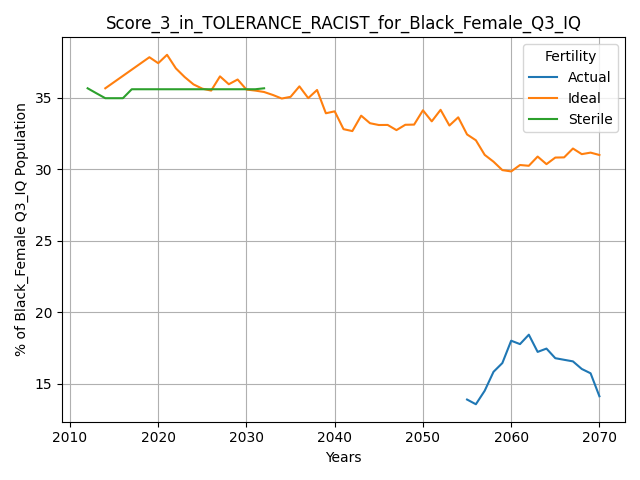 Score_3_in_TOLERANCE_RACIST_for_Black_Female_Q3_IQ
% of Black_Female Q3_IQ Population
35
30
25
20
15
Fertility
Actual
Ideal
Sterile
2010 2020 2030 2040 2050 2060 2070
Years